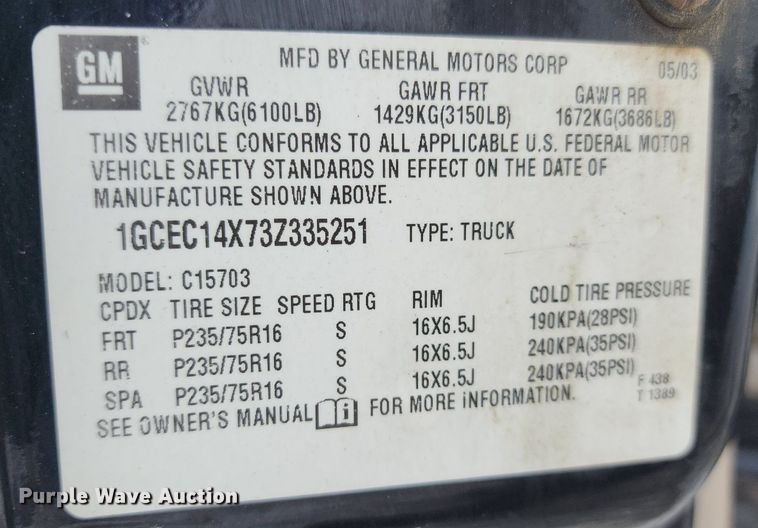 GM
MFD BY GENERAL MOTORS CORP 05/03
GVWR GAWR FRT GAWR RR
2767KG(6100LB) 1429KG(3150LB) 1672KG(3686LB)
THIS VEHICLE CONFORMS TO ALL APPLICABLE U.S. FEDERAL MOTOR
VEHICLE SAFETY STANDARDS IN EFFECT ON THE DATE OF
MANUFACTURE SHOWN ABOVE.
1GCEC14X73Z335251 TYPE: TRUCK
MODEL: C15703
CPDX TIRE SIZE SPEED RTG RIM COLD TIRE PRESSURE
FRT P235/75R16 S 16X6.5J 190KPA(28PSI)
RR P235/75R16 S 16X6.5J 240KPA(35PSI)
SPA P235/75R16 S 16X6.5J 240KPA(35PSI)
SEE OWNER'S MANUAL i FOR MORE INFORMATION. F 438
T 1389
Purple Wave Auction